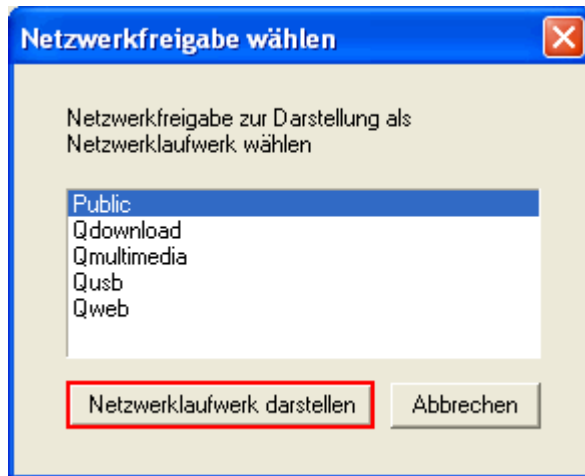 Netzwerkfreigabe wählen
Netzwerkfreigabe zur Darstellung als
Netzwerklaufwerk wählen
Public
Qdownload
Qmultimedia
Qusb
Qweb
Netzwerklaufwerk darstellen
Abbrechen